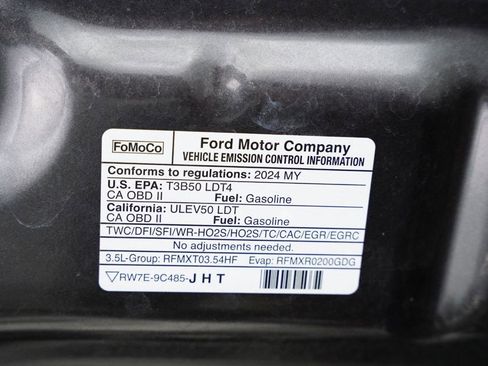 FoMoCo
Ford Motor Company
VEHICLE EMISSION CONTROL INFORMATION
Conforms to regulations: 2024 MY
U.S. EPA: T3B50 LDT4
CA OBD II Fuel: Gasoline
California: ULEV50 LDT
CA OBD II Fuel: Gasoline
TWC/DFI/SFI/WR-HO2S/HO2S/TC/CAC/EGR/EGRC
No adjustments needed.
3.5L-Group: RFMXT03.54HF Evap: RFMXR0200GDG
RW7E-9C485-JHT